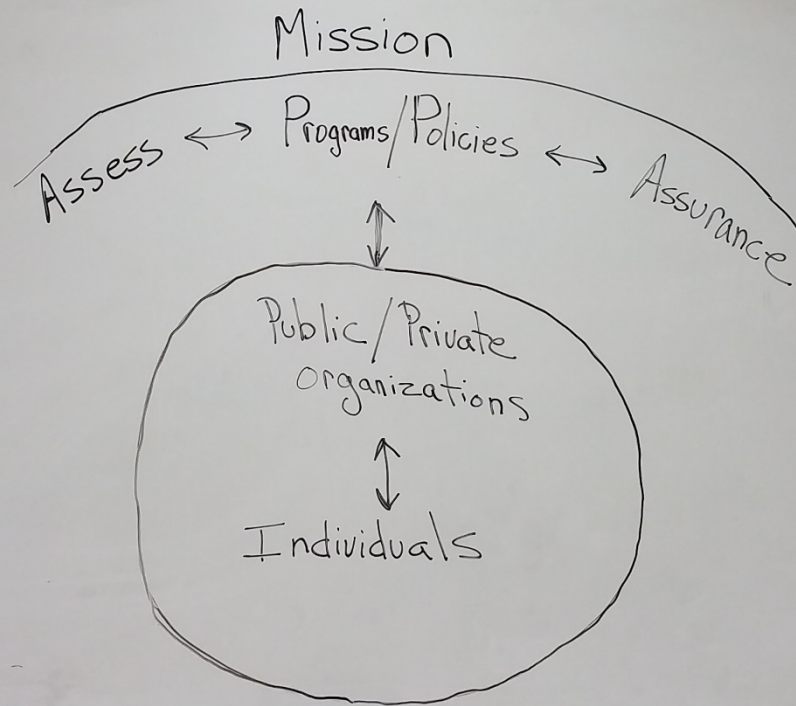 Mission
Assess ↔ Programs/Policies ↔ Assurance
Public/Private
organizations
Individuals